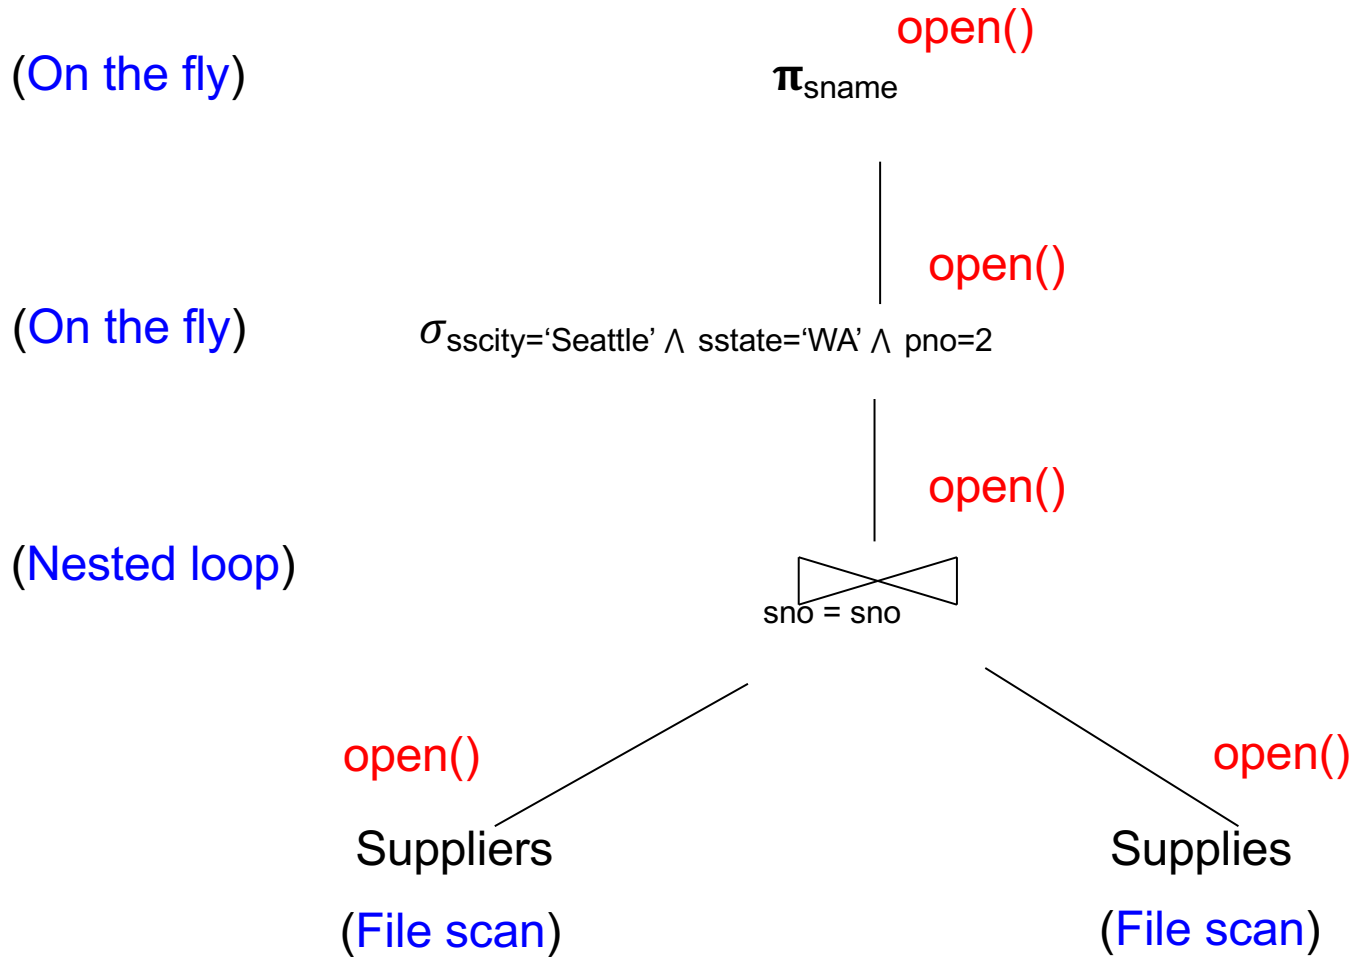 open()
(On the fly) πsname
open()
(On the fly) σsscity=‘Seattle’ ∧ sstate=‘WA’ ∧ pno=2
open()
(Nested loop)
sno = sno
open() open()
Suppliers Supplies
(File scan) (File scan)